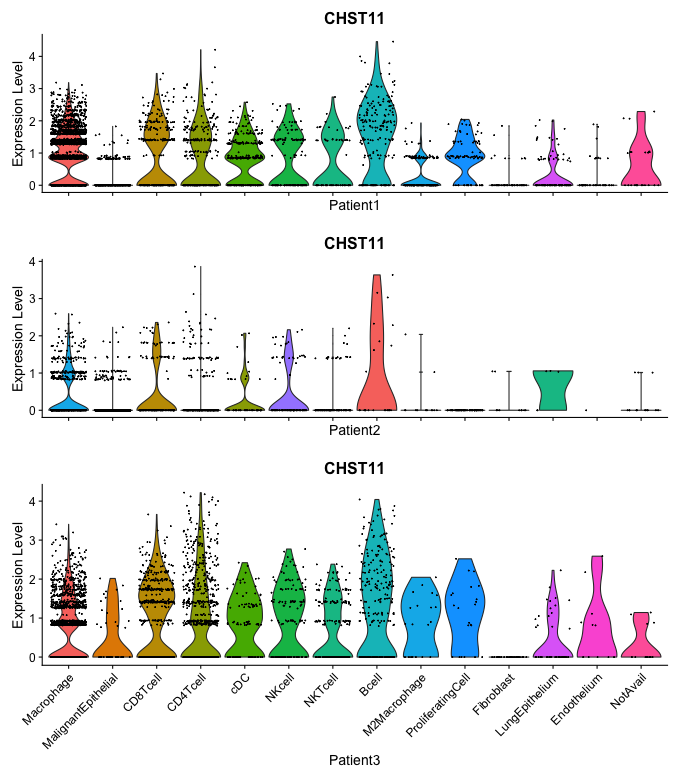 CHST11
Expression Level
4
3
2
1
0
Patient1
CHST11
Expression Level
4
3
2
1
0
Patient2
CHST11
Expression Level
4
3
2
1
0
Macrophage
MalignantEpithelial
CD8Tcell
CD4Tcell
cDC
NKcell
NKTcell
Bcell
M2Macrophage
ProliferatingCell
Fibroblast
LungEpithelium
Endothelium
NotAvail
Patient3